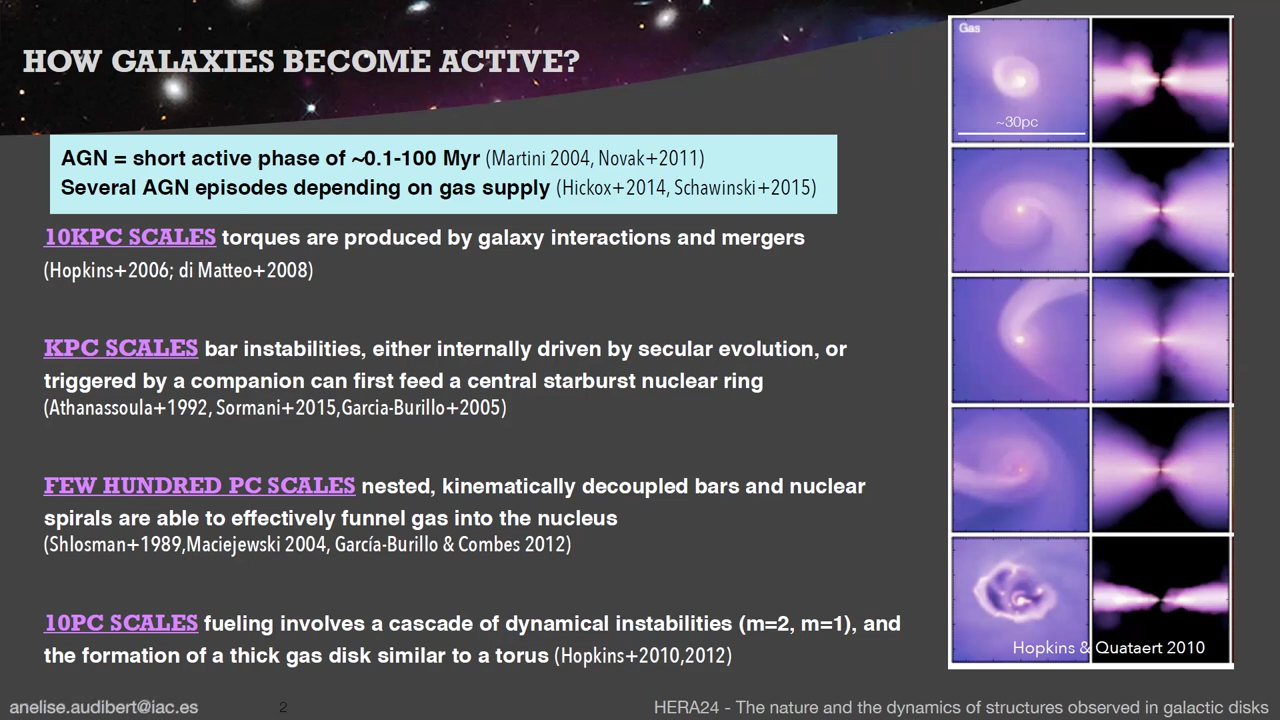 HOW GALAXIES BECOME ACTIVE?
AGN = short active phase of ~0.1-100 Myr (Martini 2004, Novak+2011)
Several AGN episodes depending on gas supply (Hickox+2014, Schawinski+2015)
10KPC SCALES torques are produced by galaxy interactions and mergers
(Hopkins+2006; di Matteo+2008)
KPC SCALES bar instabilities, either internally driven by secular evolution, or
triggered by a companion can first feed a central starburst nuclear ring
(Athanassoula+1992, Sormani+2015,Garcia-Burillo+2005)
FEW HUNDRED PC SCALES nested, kinematically decoupled bars and nuclear
spirals are able to effectively funnel gas into the nucleus
(Shlosman+1989,Maciejewski 2004, García-Burillo & Combes 2012)
10PC SCALES fueling involves a cascade of dynamical instabilities (m=2, m=1), and
the formation of a thick gas disk similar to a torus (Hopkins+2010,2012)
Gas
~30pc
Hopkins & Quataert 2010
anelise.audibert@iac.es
2
HERA24 - The nature and the dynamics of structures observed in galactic disks